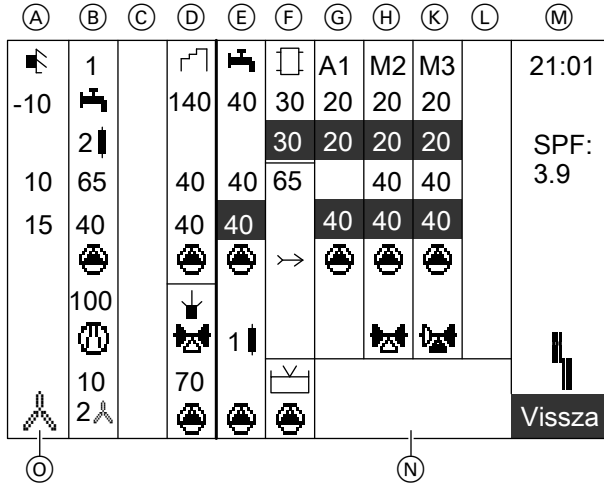 A B C D E F G H K L M
1 A1 M2 M3 21:01
-10 140 40 30 20 20 20
2 30 20 20 20 SPF:
10 65 40 40 65 40 40 3.9
15 40 40 40 40 40 40
100
1
10 70
2 Vissza
O N